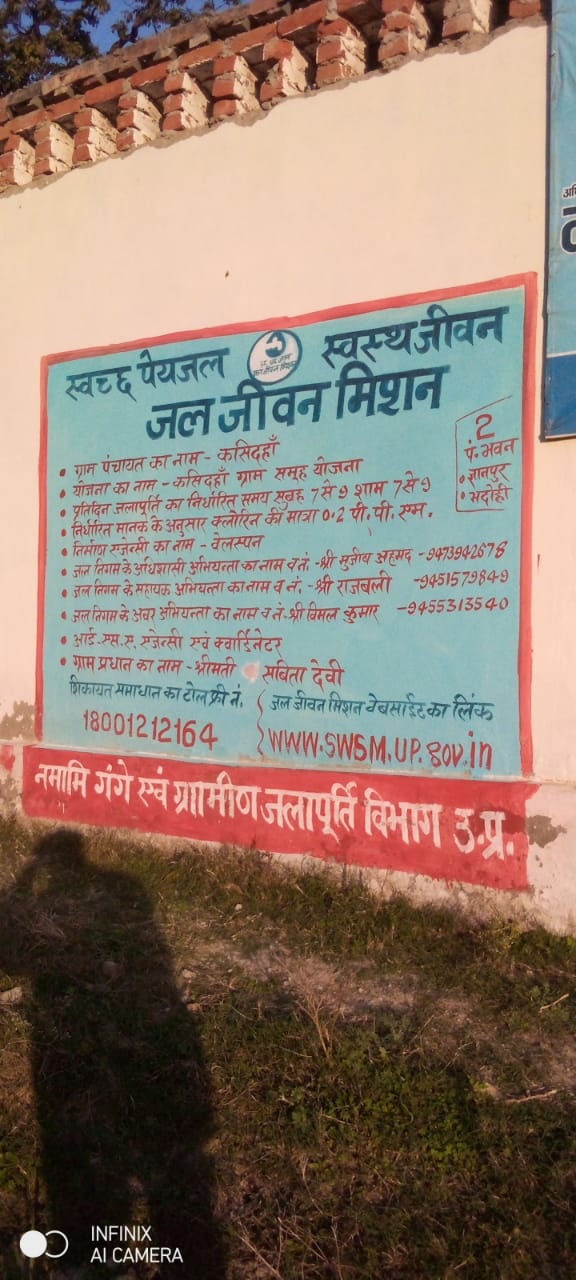 स्वच्छ पेयजल स्वस्थ जीवन
जल जीवन मिशन
2
पं. भवन
• ज्ञानपुर
• भदोही
• ग्राम पंचायत का नाम - कसिदहाँ
• योजना का नाम - कसिदहाँ ग्राम समूह योजना
• प्रतिदिन जलापूर्ति का निर्धारित समय सुबह 7 से 9 शाम 7 से 9
• निर्धारित मानक के अनुसार क्लोरिन की मात्रा 0.2 पी. पी. एम.
• निर्माण एजेन्सी का नाम - वेलस्पन
• जल निगम के अधिशासी अभियन्ता का नाम व नं. - श्री सुजीब अहमद - 9473942678
• जल निगम के सहायक अभियन्ता का नाम व नं. - श्री राजबली - 9451579849
• जल निगम के अवर अभियन्ता का नाम व नं. श्री विमल कुमार - 9455313540
• आई. एस. ए. एजेन्सी एवं क्वार्डिनेटर
• ग्राम प्रधान का नाम - श्रीमती सबिता देवी
शिकायत समाधान का टोल फ्री नं.
18001212164
जल जीवन मिशन वेबसाईट का लिंक
WWW.SWSM.UP.gov.in
नमामि गंगे एवं ग्राामीण जलापूर्ति विभाग उ.प्र.
INFINIX
AI CAMERA